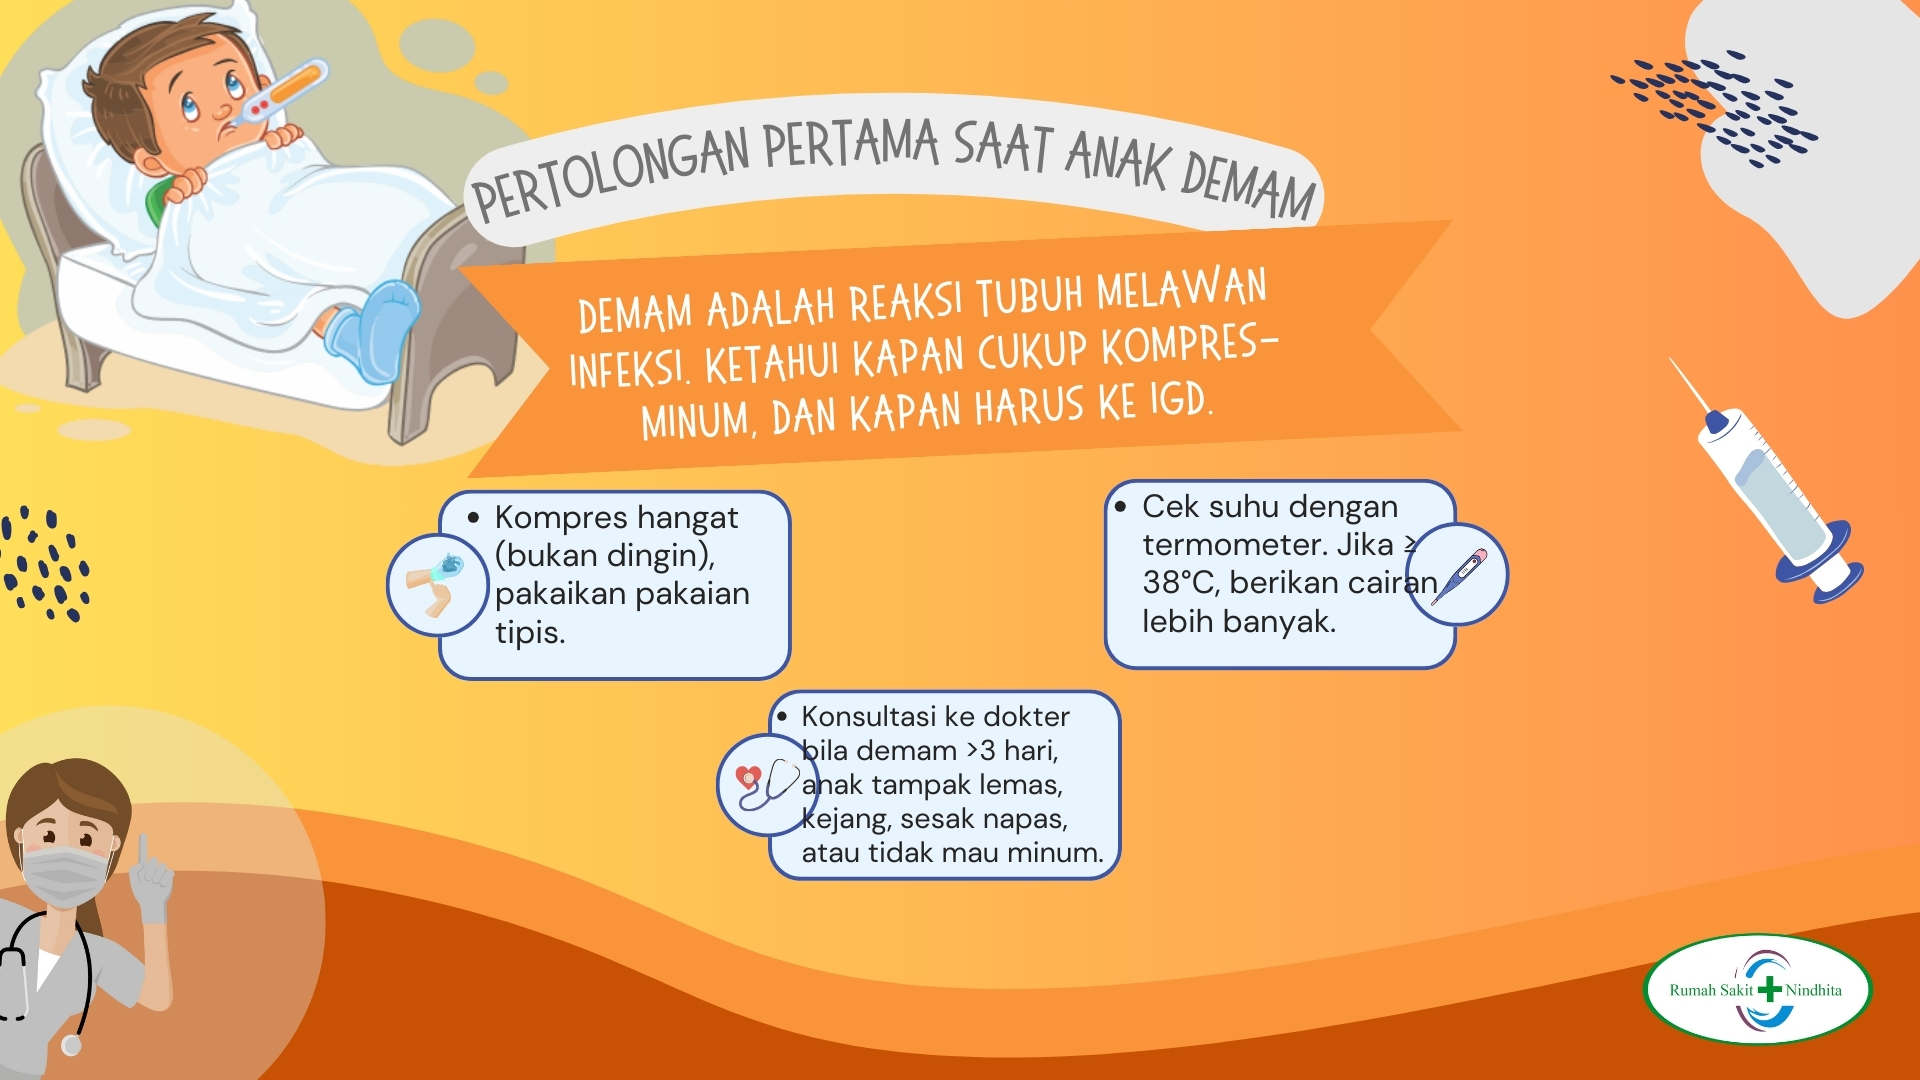 PERTOLONGAN PERTAMA SAAT ANAK DEMAM
DEMAM ADALAH REAKSI TUBUH MELAWAN
INFEKSI. KETAHUI KAPAN CUKUP KOMPRES–
MINUM, DAN KAPAN HARUS KE IGD.
• Kompres hangat
(bukan dingin),
pakaikan pakaian
tipis.
• Cek suhu dengan
termometer. Jika ≥
38°C, berikan cairan
lebih banyak.
• Konsultasi ke dokter
bila demam >3 hari,
anak tampak lemas,
kejang, sesak napas,
atau tidak mau minum.
Rumah Sakit Nindhita